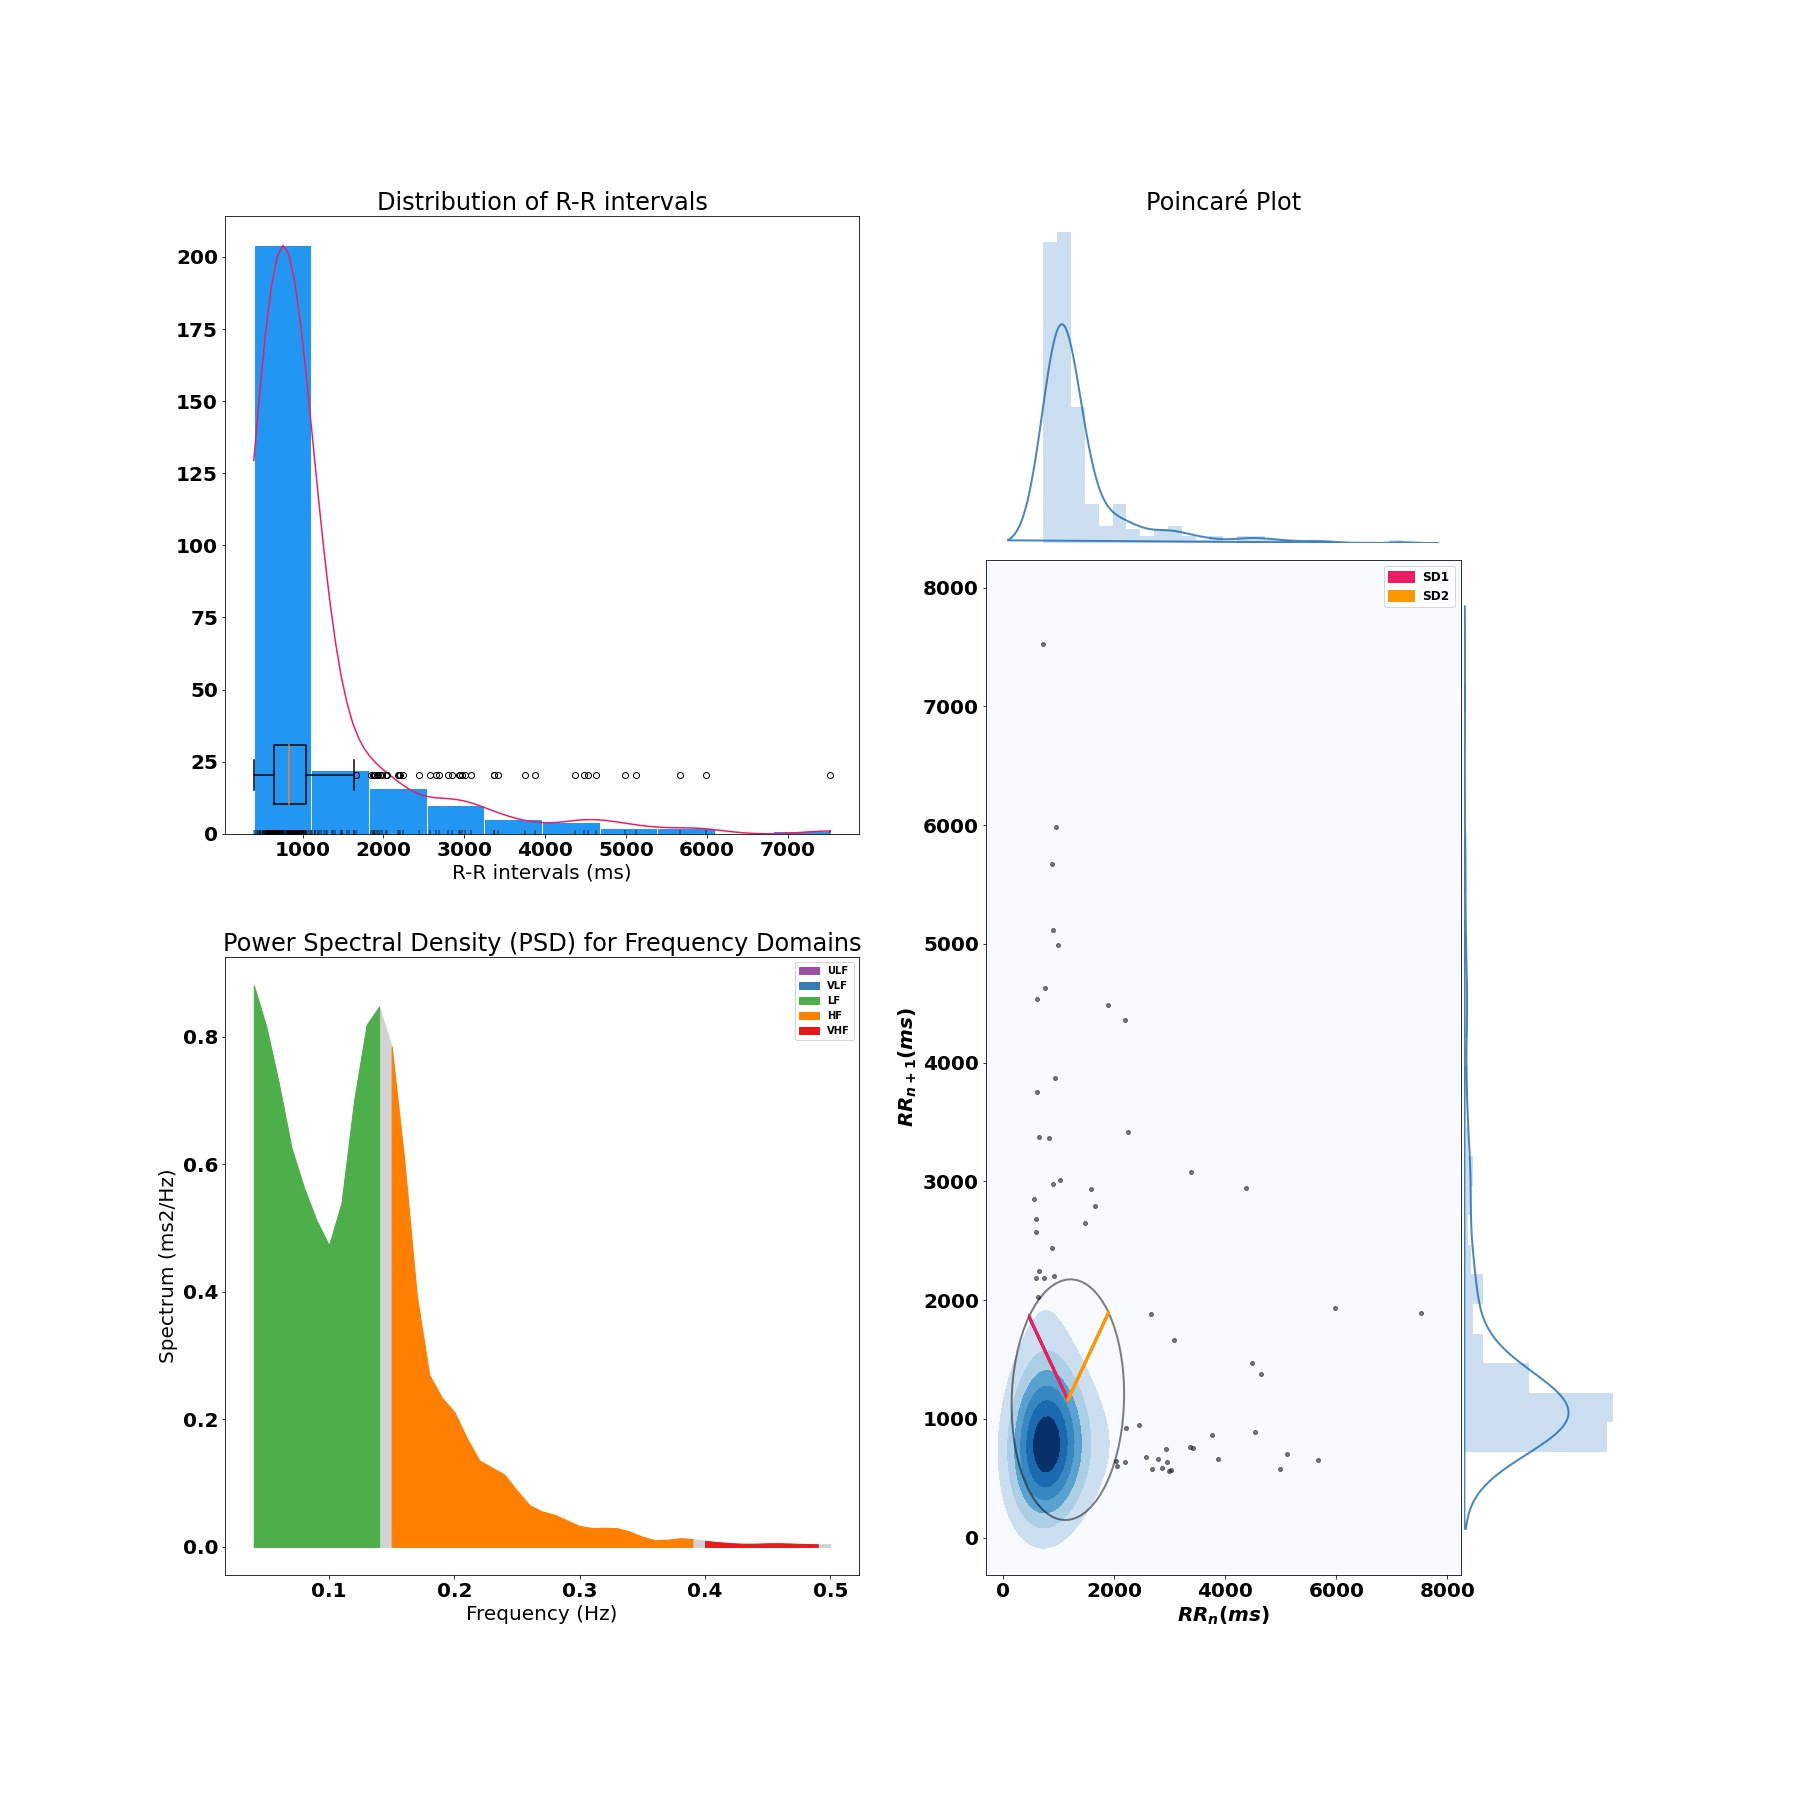 Distribution of R-R intervals
200
175
150
125
100
75
50
25
0
1000 2000 3000 4000 5000 6000 7000
R-R intervals (ms)
Power Spectral Density (PSD) for Frequency Domains
ULF
VLF
LF
HF
VHF
Spectrum (ms2/Hz)
0.8
0.6
0.4
0.2
0.0
0.1 0.2 0.3 0.4 0.5
Frequency (Hz)
Poincaré Plot
SD1
SD2
RRn+1(ms)
8000
7000
6000
5000
4000
3000
2000
1000
0
0 2000 4000 6000 8000
RRn(ms)